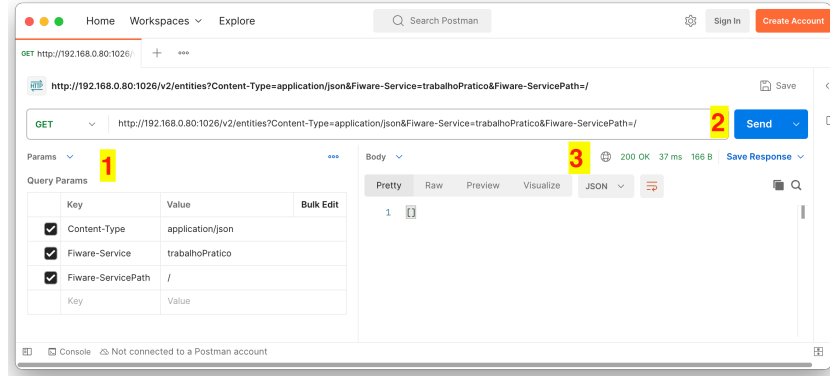 Home Workspaces Explore Search Postman Sign In Create Account
GET http://192.168.0.80:1026/
HTTP http://192.168.0.80:1026/v2/entities?Content-Type=application/json&Fiware-Service=trabalhoPratico&Fiware-ServicePath=/ Save
GET http://192.168.0.80:1026/v2/entities?Content-Type=application/json&Fiware-Service=trabalhoPratico&Fiware-ServicePath=/ 2 Send
Params 1 Body 3 200 OK 37 ms 166 B Save Response
Query Params
Pretty Raw Preview Visualize JSON
Key Value Bulk Edit
1 []
Content-Type application/json
Fiware-Service trabalhoPratico
Fiware-ServicePath /
Key Value
Console Not connected to a Postman account